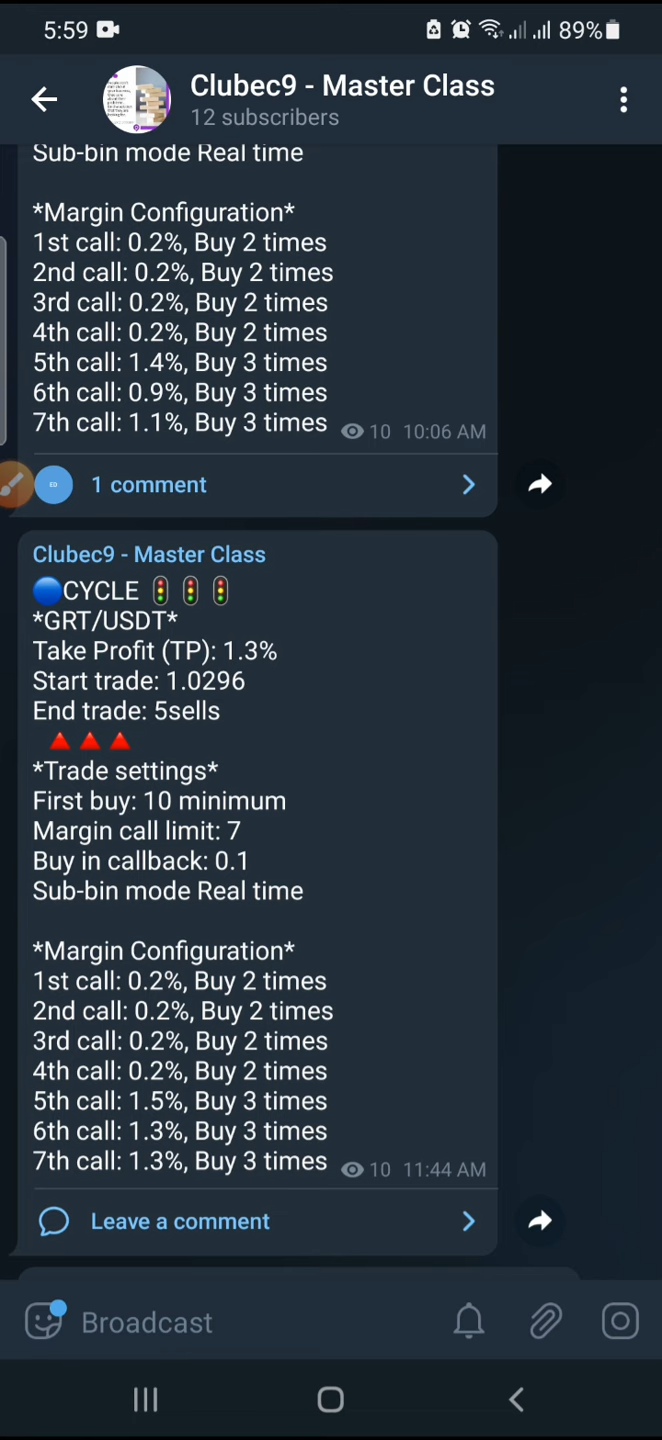 5:59
89%
Clubec9 - Master Class
12 subscribers
Sub-bin mode Real time
*Margin Configuration*
1st call: 0.2%, Buy 2 times
2nd call: 0.2%, Buy 2 times
3rd call: 0.2%, Buy 2 times
4th call: 0.2%, Buy 2 times
5th call: 1.4%, Buy 3 times
6th call: 0.9%, Buy 3 times
7th call: 1.1%, Buy 3 times
10 10:06 AM
1 comment
Clubec9 - Master Class
🔵CYCLE 🚦🚦🚦
*GRT/USDT*
Take Profit (TP): 1.3%
Start trade: 1.0296
End trade: 5sells
🔺🔺🔺
*Trade settings*
First buy: 10 minimum
Margin call limit: 7
Buy in callback: 0.1
Sub-bin mode Real time
*Margin Configuration*
1st call: 0.2%, Buy 2 times
2nd call: 0.2%, Buy 2 times
3rd call: 0.2%, Buy 2 times
4th call: 0.2%, Buy 2 times
5th call: 1.5%, Buy 3 times
6th call: 1.3%, Buy 3 times
7th call: 1.3%, Buy 3 times
10 11:44 AM
Leave a comment
Broadcast